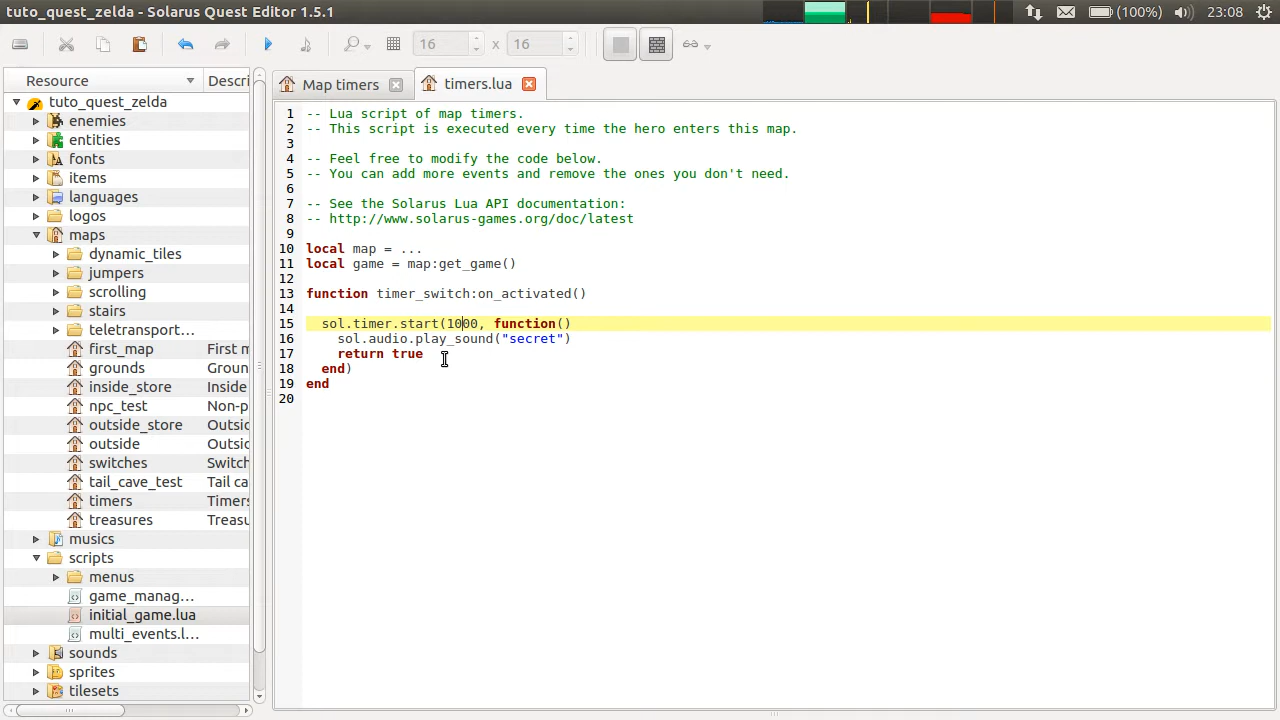 tuto_quest_zelda - Solarus Quest Editor 1.5.1
(100%)
23:08
16 x 16
Resource
Descri
Map timers
timers.lua
tuto_quest_zelda
enemies
entities
fonts
items
languages
logos
maps
dynamic_tiles
jumpers
scrolling
stairs
teletransport...
first_map First m
grounds Groun
inside_store Inside
npc_test Non-p
outside_store Outsic
outside Outsic
switches Switch
tail_cave_test Tail ca
timers Timers
treasures Treasu
musics
scripts
menus
game_manag...
initial_game.lua
multi_events.l...
sounds
sprites
tilesets
1 -- Lua script of map timers.
2 -- This script is executed every time the hero enters this map.
3
4 -- Feel free to modify the code below.
5 -- You can add more events and remove the ones you don't need.
6
7 -- See the Solarus Lua API documentation:
8 -- http://www.solarus-games.org/doc/latest
9
10 local map = ...
11 local game = map:get_game()
12
13 function timer_switch:on_activated()
14
15 sol.timer.start(1000, function()
16 sol.audio.play_sound("secret")
17 return true
18 end)
19 end
20